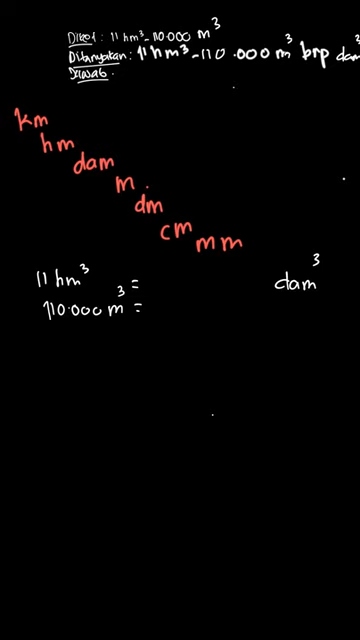 Diket : 11 hm³ - 110.000 m³
Ditanyakan : 11 hm³ - 110.000 m³ brp dam³
Jawab :
km
hm
dam
m
dm
cm
mm
11 hm³ = dam³
110.000 m³ =